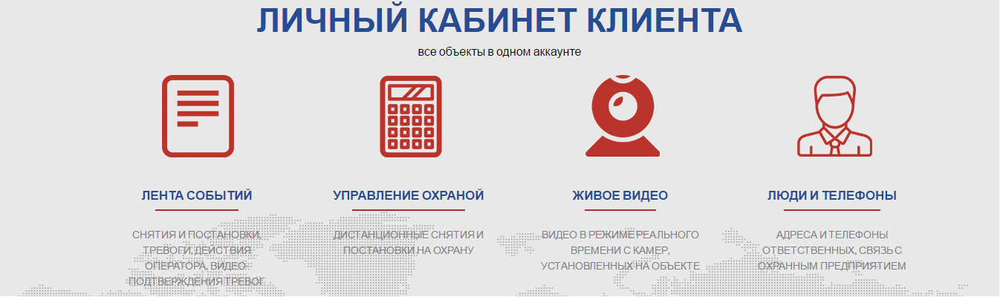 ЛИЧНЫЙ КАБИНЕТ КЛИЕНТА
все объекты в одном аккаунте
ЛЕНТА СОБЫТИЙ
СНЯТИЯ И ПОСТАНОВКИ,
ТРЕВОГИ, ДЕЙСТВИЯ
ОПЕРАТОРА, ВИДЕО-
ПОДТВЕРЖДЕНИЯ ТРЕВОГ
УПРАВЛЕНИЕ ОХРАНОЙ
ДИСТАНЦИОННЫЕ СНЯТИЯ И
ПОСТАНОВКИ НА ОХРАНУ
ЖИВОЕ ВИДЕО
ВИДЕО В РЕЖИМЕ РЕАЛЬНОГО
ВРЕМЕНИ С КАМЕР,
УСТАНОВЛЕННЫХ НА ОБЪЕКТЕ
ЛЮДИ И ТЕЛЕФОНЫ
АДРЕСА И ТЕЛЕФОНЫ
ОТВЕТСТВЕННЫХ, СВЯЗЬ С
ОХРАННЫМ ПРЕДПРИЯТИЕМ